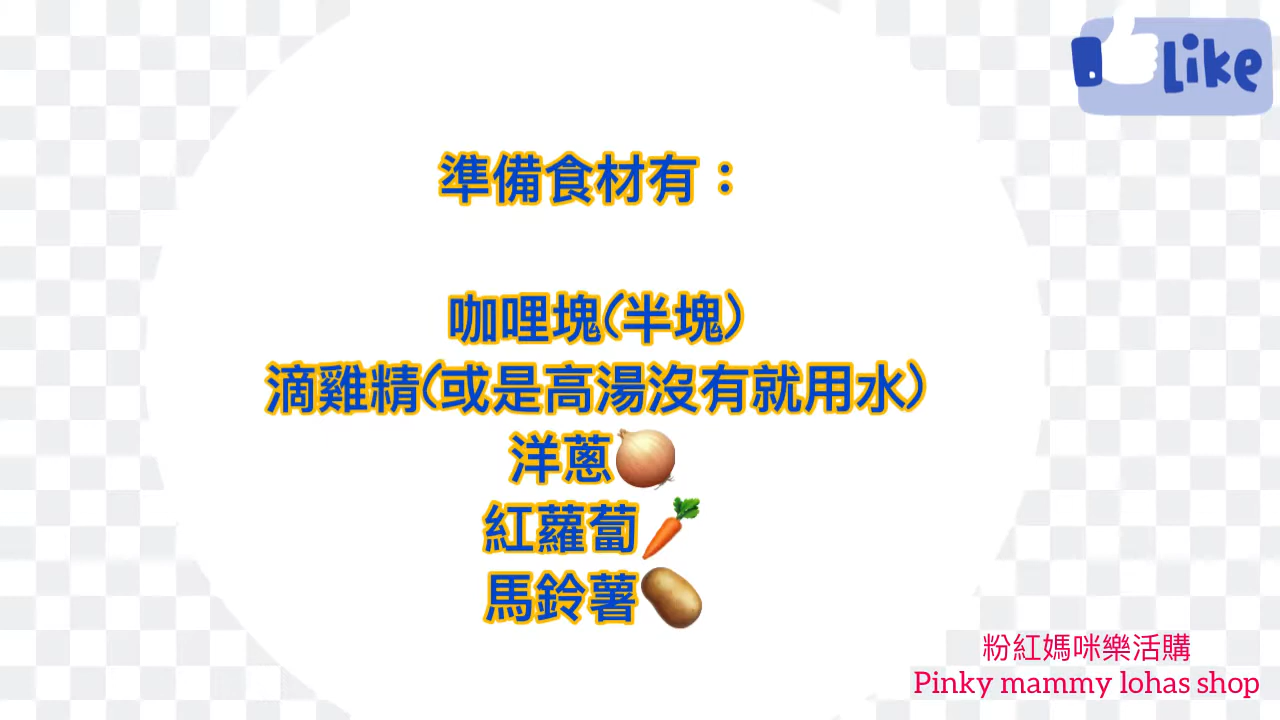 Like
準備食材有：
咖哩塊(半塊)
滴雞精(或是高湯沒有就用水)
洋蔥🧅
紅蘿蔔🥕
馬鈴薯🥔
粉紅媽咪樂活購
Pinky mammy lohas shop